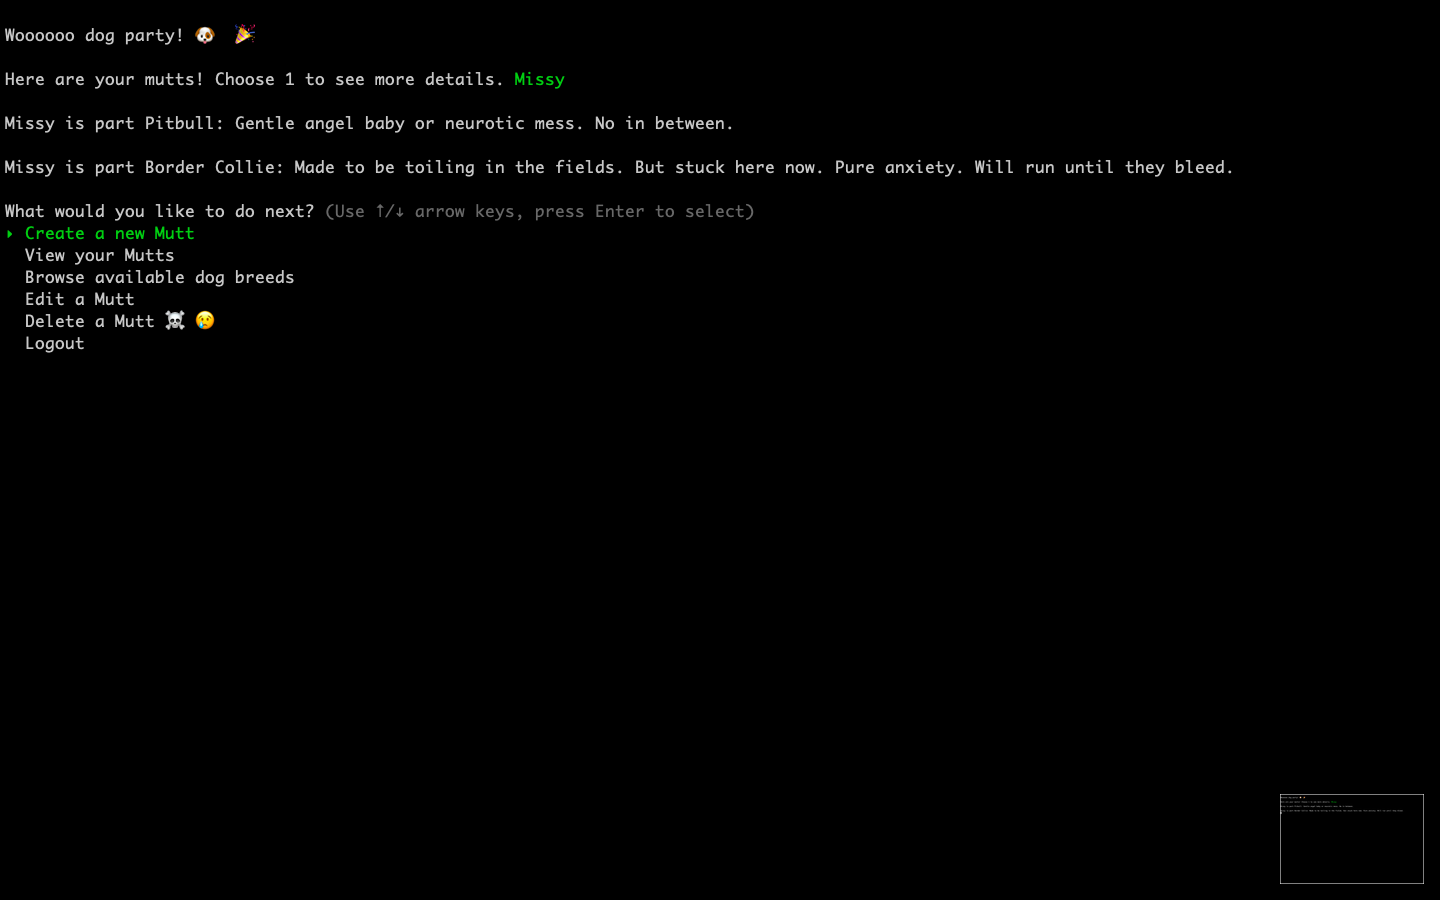 Woooooo dog party! 🐶 🎉
Here are your mutts! Choose 1 to see more details. Missy
Missy is part Pitbull: Gentle angel baby or neurotic mess. No in between.
Missy is part Border Collie: Made to be toiling in the fields. But stuck here now. Pure anxiety. Will run until they bleed.
What would you like to do next? (Use ↑/↓ arrow keys, press Enter to select)
‣ Create a new Mutt
View your Mutts
Browse available dog breeds
Edit a Mutt
Delete a Mutt ☠️ 😢
Logout